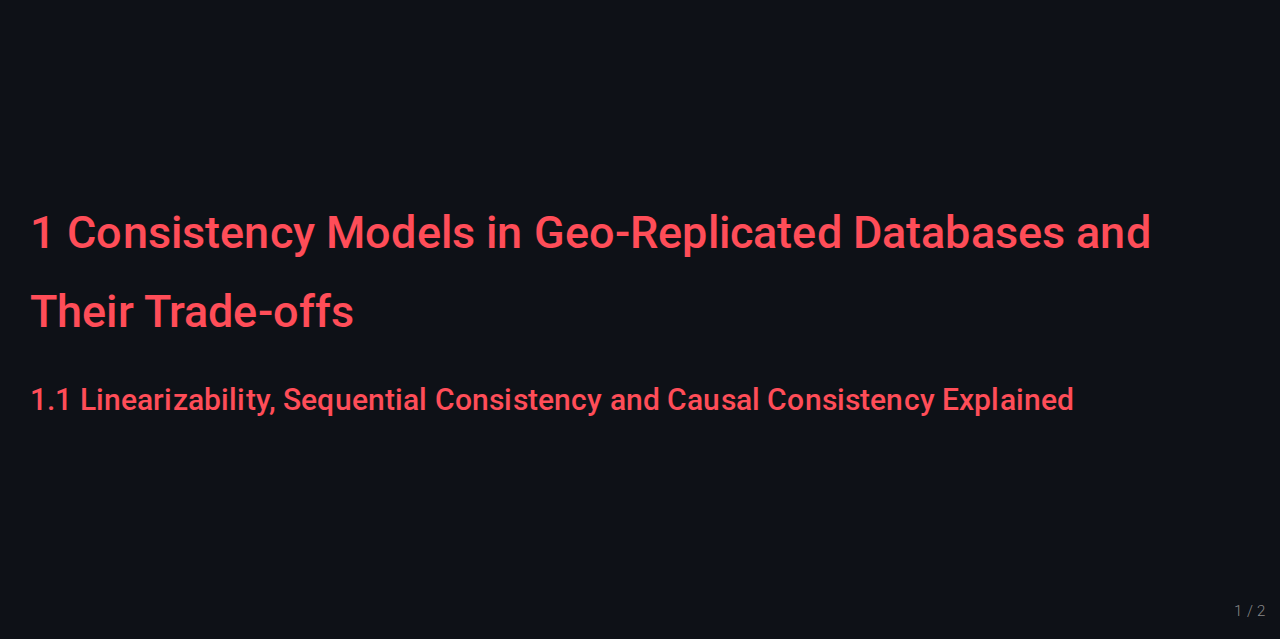 1 Consistency Models in Geo-Replicated Databases and
Their Trade-offs
1.1 Linearizability, Sequential Consistency and Causal Consistency Explained
1 / 2